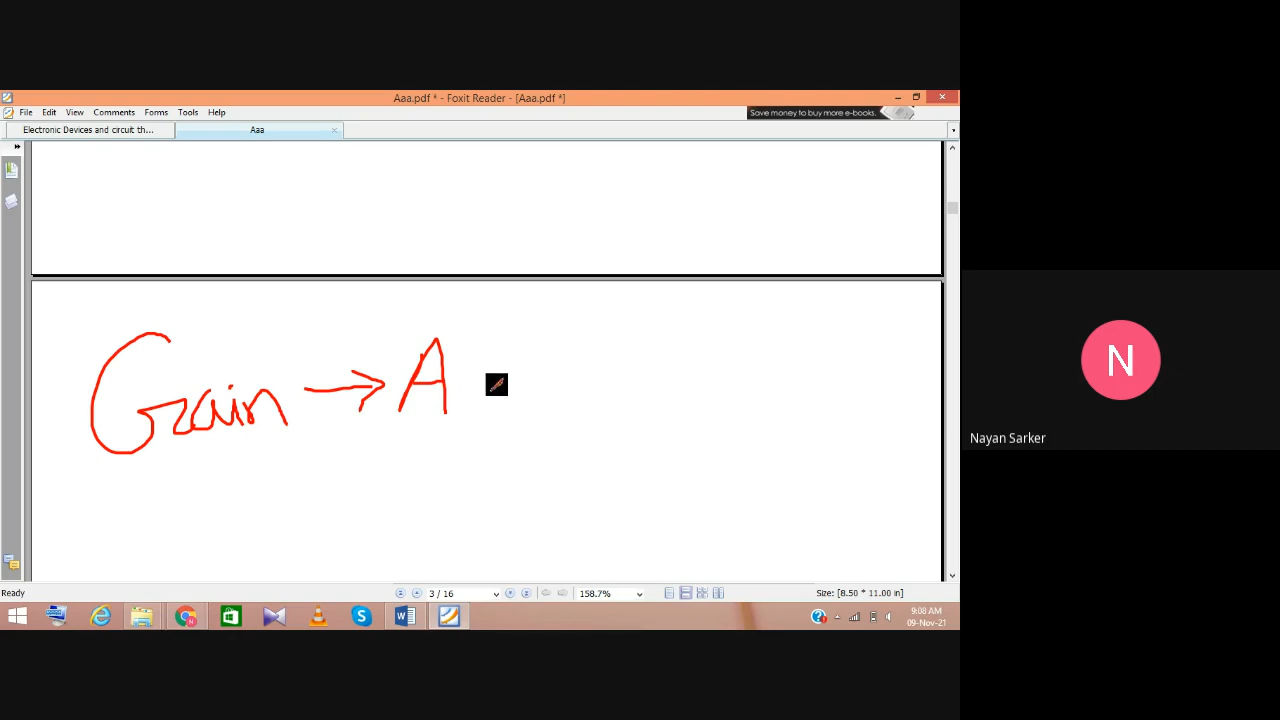 Aaa.pdf * - Foxit Reader - [Aaa.pdf *]
File Edit View Comments Forms Tools Help
Save money to buy more e-books.
Electronic Devices and circuit th... Aaa
Gain → A
N
Nayan Sarker
Ready 3 / 16 158.7% Size: [8.50 * 11.00 in]
9:08 AM
09-Nov-21